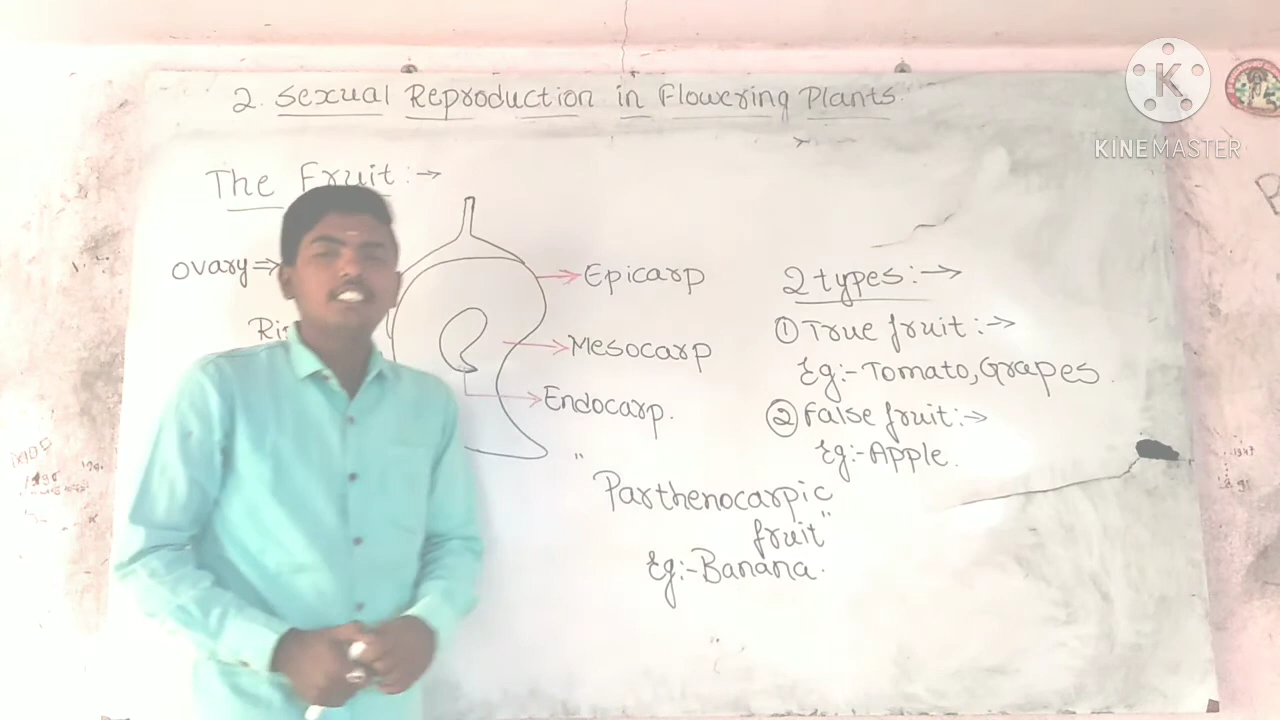 2. Sexual Reproduction in Flowering Plants.
The Fruit :→
Ovary ⇒
→ Epicarp
→ Mesocarp
→ Endocarp.
2 types :→
① True fruit :→
Eg:- Tomato, Grapes.
② False fruit :→
Eg:- Apple.
"Parthenocarpic
fruit"
Eg:- Banana.
K
KINEMASTER